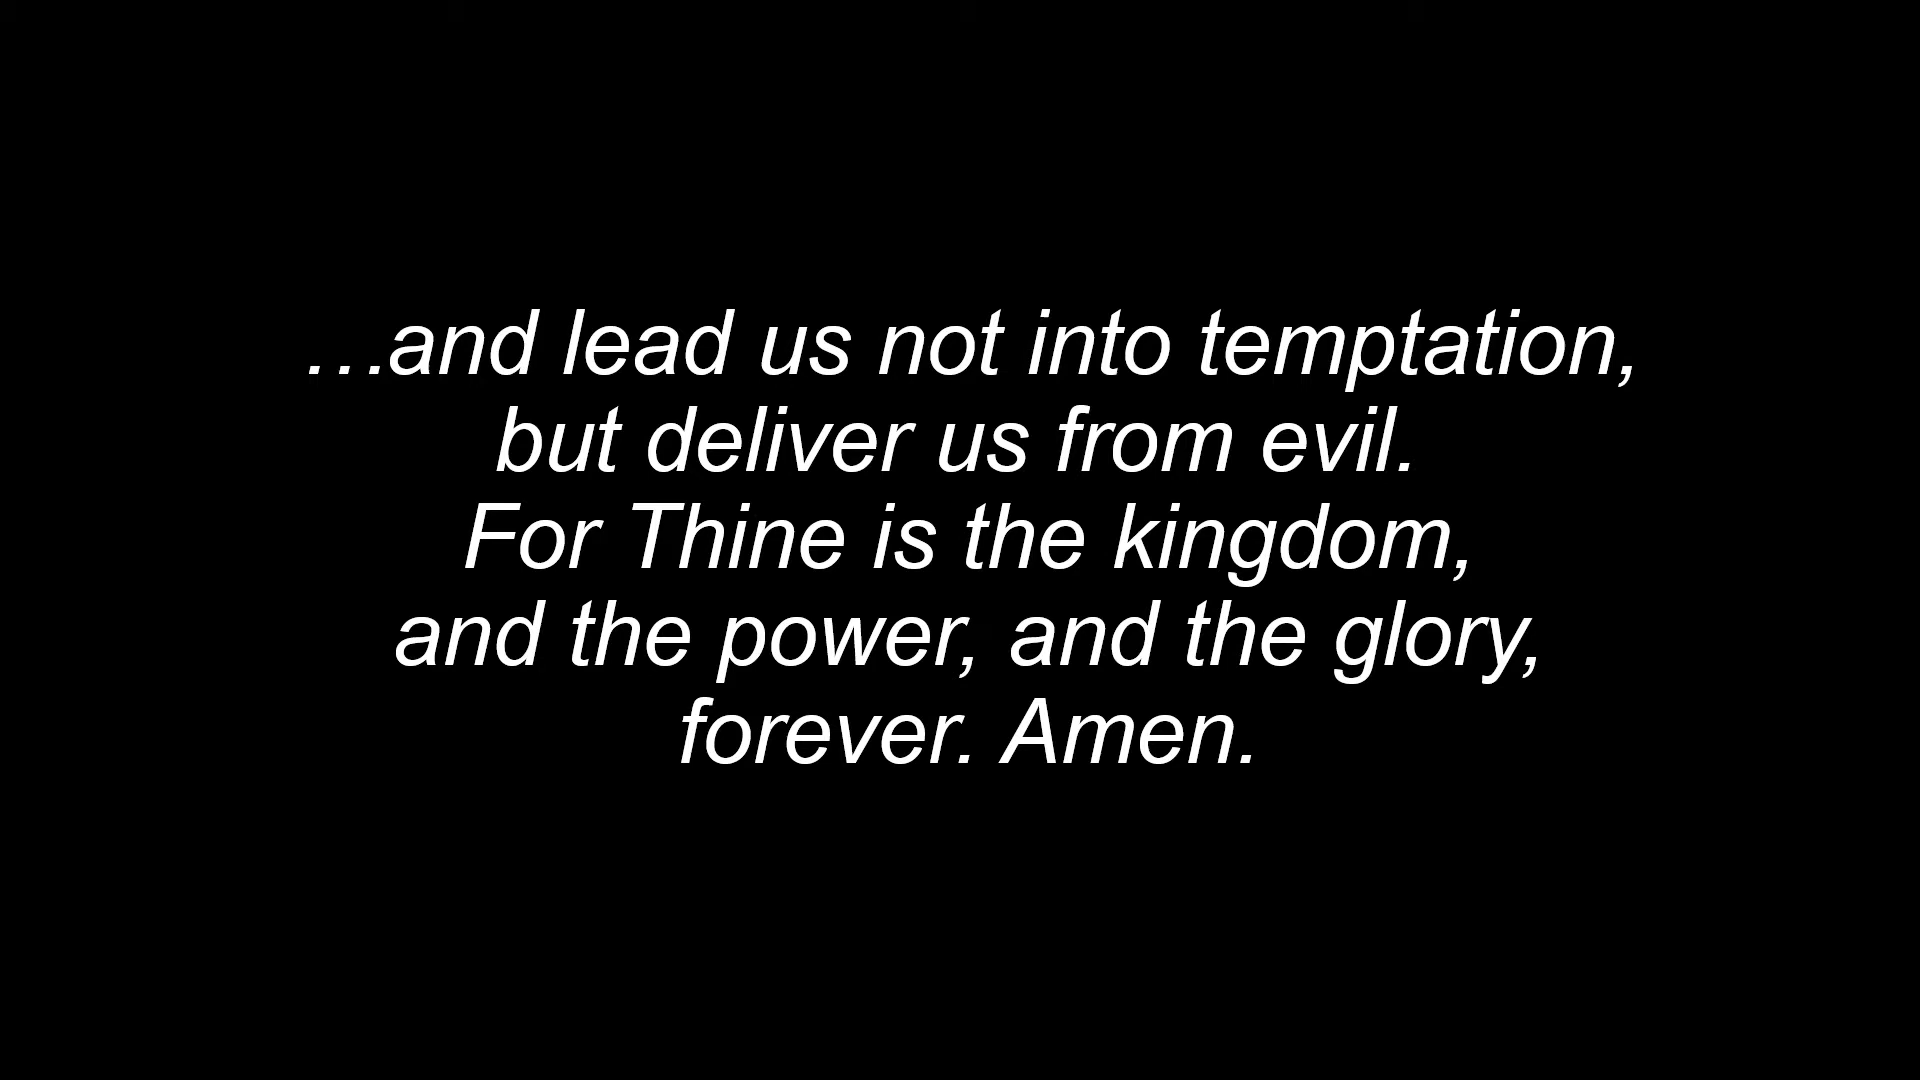 …and lead us not into temptation,
but deliver us from evil.
For Thine is the kingdom,
and the power, and the glory,
forever. Amen.